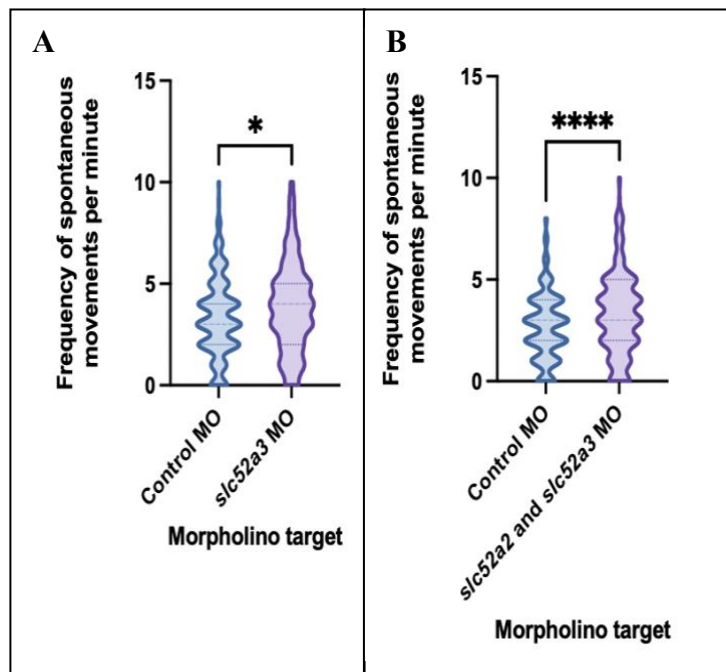 A
Frequency of spontaneous
movements per minute
15
10
5
0
*
Control MO
slc52a3 MO
Morpholino target
B
Frequency of spontaneous
movements per minute
15
10
5
0
****
Control MO
slc52a2 and slc52a3 MO
Morpholino target